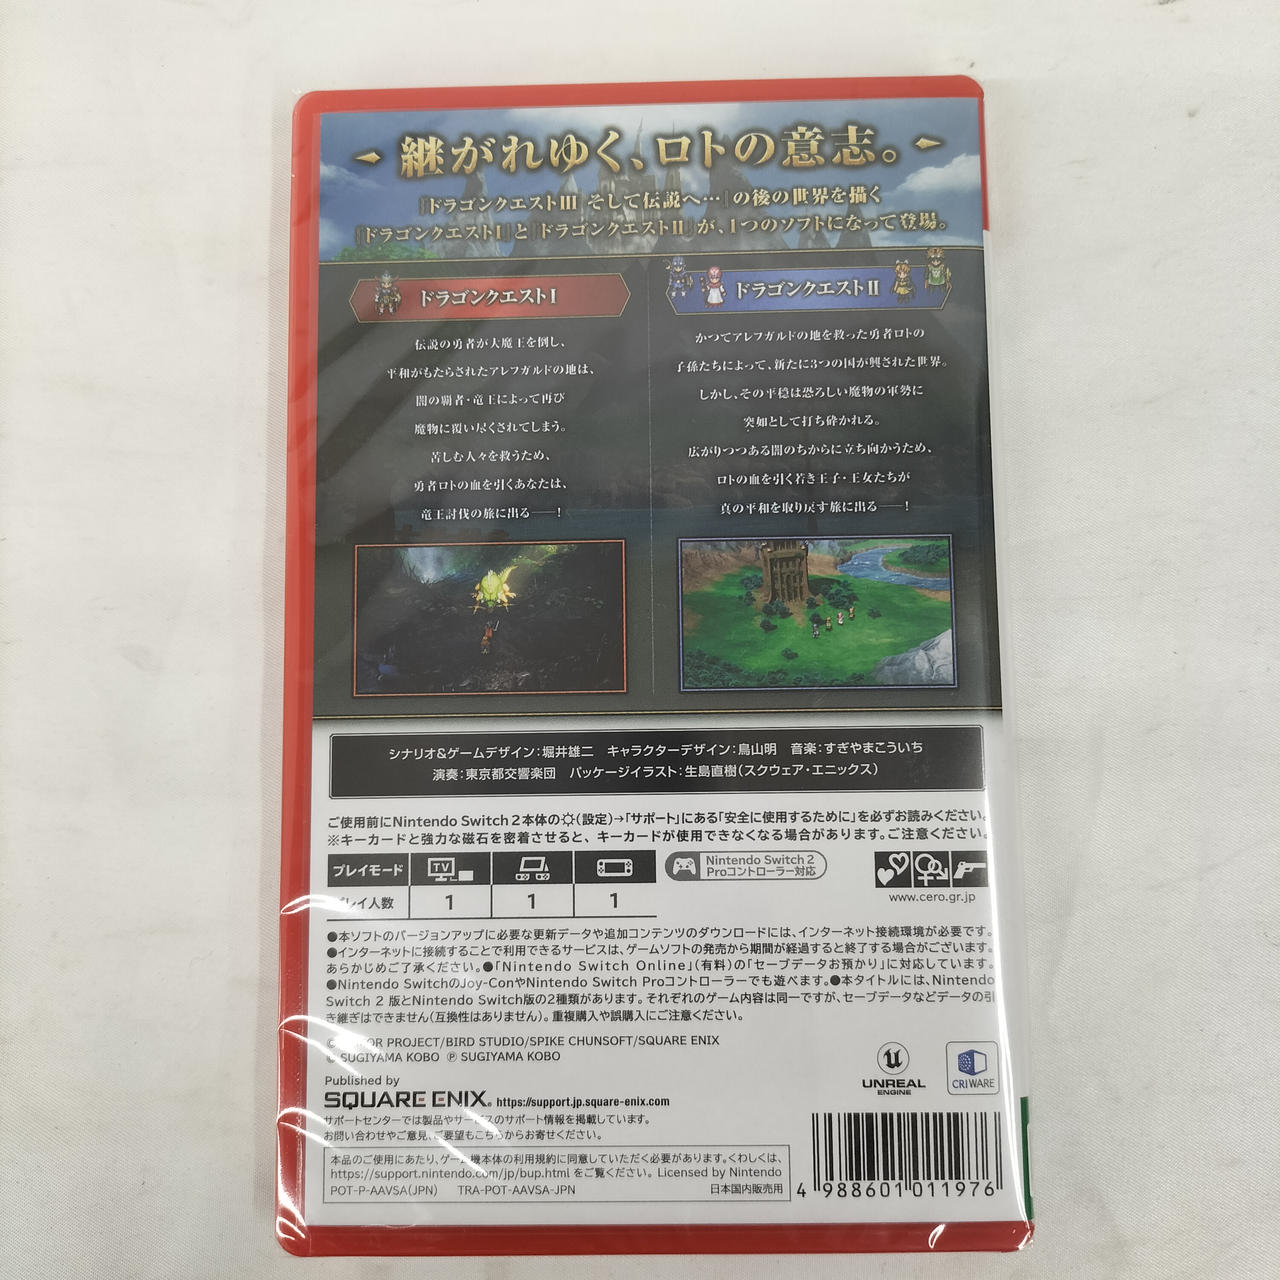 継がれゆく、ロトの意志。
『ドラゴンクエストIII そして伝説へ…』の後の世界を描く
『ドラゴンクエストI』と『ドラゴンクエストII』が、1つのソフトになって登場。
ドラゴンクエストI
伝説の勇者が大魔王を倒し、
平和がもたらされたアレフガルドの地は、
闇の覇者・竜王によって再び
魔物に覆い尽くされてしまう。
苦しむ人々を救うため、
勇者ロトの血を引くあなたは、
竜王討伐の旅に出る──！
ドラゴンクエストII
かつてアレフガルドの地を救った勇者ロトの
子孫たちによって、新たに3つの国が興された世界。
しかし、その平穏は恐ろしい魔物の軍勢に
突如として打ち砕かれる。
広がりつつある闇のちからに立ち向かうため、
ロトの血を引く若き王子・王女たちが
真の平和を取り戻す旅に出る──！
シナリオ&ゲームデザイン：堀井雄二 キャラクターデザイン：鳥山明 音楽：すぎやまこういち
演奏：東京都交響楽団 パッケージイラスト：生島直樹（スクウェア・エニックス）
ご使用前にNintendo Switch 2本体の（設定）→「サポート」にある「安全に使用するために」を必ずお読みください。
※キーカードと強力な磁石を密着させると、キーカードが使用できなくなる場合があります。ご注意ください。
プレイモード TV
プレイ人数 1 1 1
Nintendo Switch 2
Proコントローラー対応
www.cero.gr.jp
●本ソフトのバージョンアップに必要な更新データや追加コンテンツのダウンロードには、インターネット接続環境が必要です。
●インターネットに接続することで利用できるサービスは、ゲームソフトの発売から期間が経過すると終了する場合がございます。
あらかじめご了承ください。●「Nintendo Switch Online」（有料）の「セーブデータお預かり」に対応しています。
●Nintendo SwitchのJoy-ConやNintendo Switch Proコントローラーでも遊べます。●本タイトルには、Nintendo
Switch 2 版とNintendo Switch版の2種類があります。それぞれのゲーム内容は同一ですが、セーブデータなどデータの引
き継ぎはできません（互換性はありません）。重複購入や誤購入にご注意ください。
© ARMOR PROJECT/BIRD STUDIO/SPIKE CHUNSOFT/SQUARE ENIX
© SUGIYAMA KOBO ℗ SUGIYAMA KOBO
Published by
SQUARE ENIX. https://support.jp.square-enix.com
サポートセンターでは製品やサービスのサポート情報を掲載しています。
お問い合わせやご意見、ご要望もこちらからお寄せください。
UNREAL
ENGINE
CRIWARE
本品のご使用にあたり、ゲーム機本体の利用規約に同意していただく必要があります。くわしくは、
https://support.nintendo.com/jp/bup.html をご覧ください。 Licensed by Nintendo
POT-P-AAVSA(JPN) TRA-POT-AAVSA-JPN 日本国内販売用
4 988601 011976